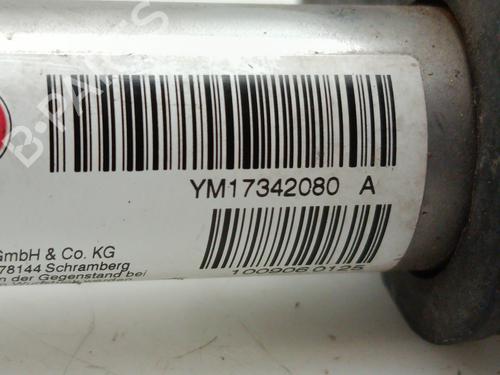 B-PARTS
YM17342080 A
GmbH & Co. KG
78144 Schramberg
n der Gegenstand bei
100906.0125